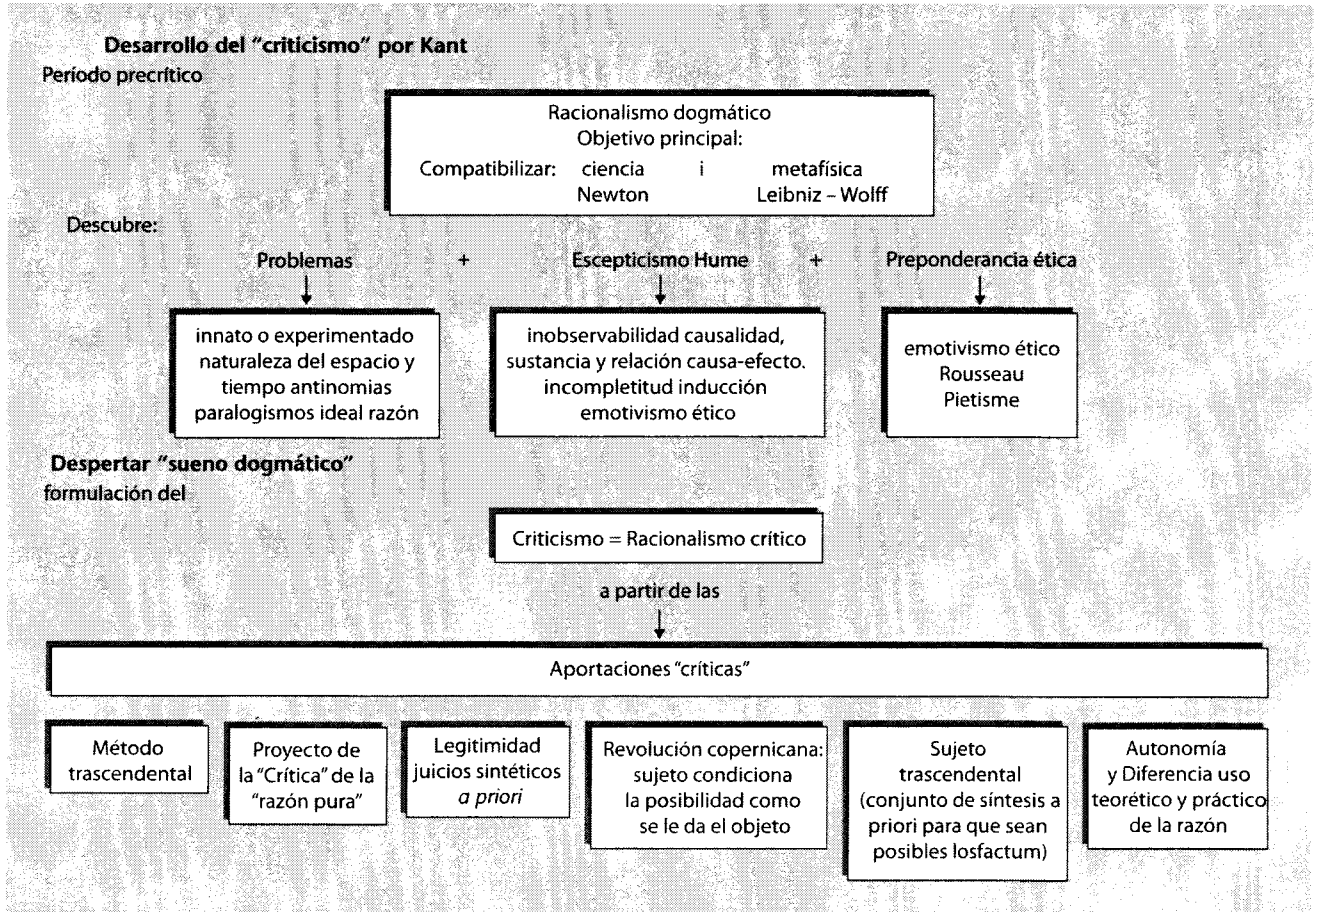 Desarrollo del "criticismo" por Kant
Período precrítico
Racionalismo dogmático
Objetivo principal:
Compatibilizar: ciencia i metafísica
Newton Leibniz – Wolff
Descubre:
Problemas + Escepticismo Hume + Preponderancia ética
innato o experimentado
naturaleza del espacio y
tiempo antinomias
paralogismos ideal razón
inobservabilidad causalidad,
sustancia y relación causa-efecto.
incompletitud inducción
emotivismo ético
emotivismo ético
Rousseau
Pietisme
Despertar "sueno dogmático"
formulación del
Criticismo = Racionalismo crítico
a partir de las
Aportaciones "críticas"
Método
trascendental
Proyecto de
la "Crítica" de la
"razón pura"
Legitimidad
juicios sintéticos
a priori
Revolución copernicana:
sujeto condiciona
la posibilidad como
se le da el objeto
Sujeto
trascendental
(conjunto de síntesis a
priori para que sean
posibles losfactum)
Autonomía
y Diferencia uso
teorético y práctico
de la razón